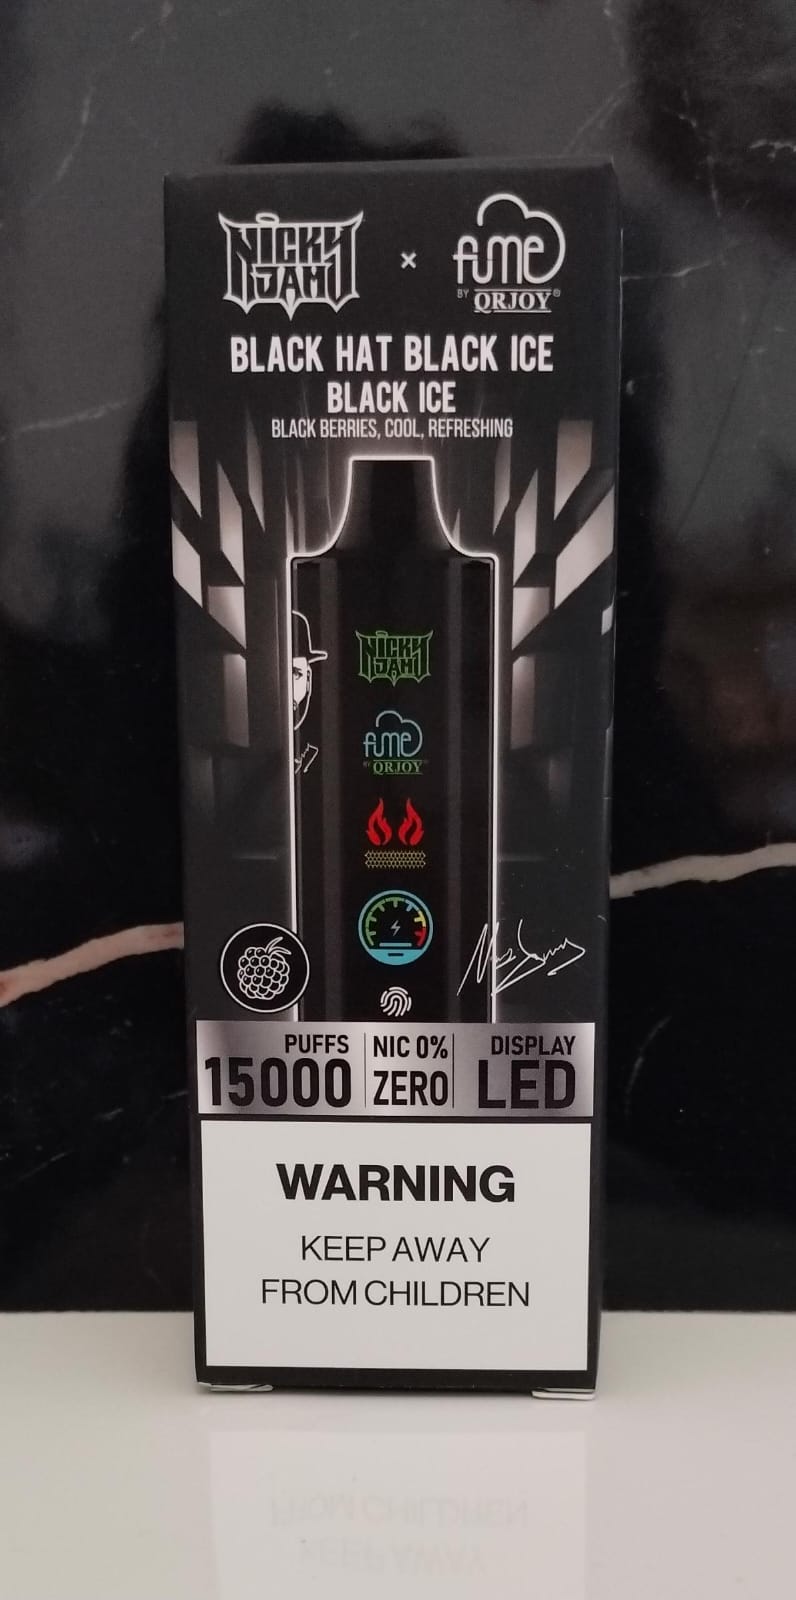 NICKY JAM × fume
BY QRJOY®
BLACK HAT BLACK ICE
BLACK ICE
BLACK BERRIES, COOL, REFRESHING
NICKY JAM
fume
BY QRJOY
PUFFS 15000
NIC 0% ZERO
DISPLAY LED
WARNING
KEEP AWAY
FROM CHILDREN